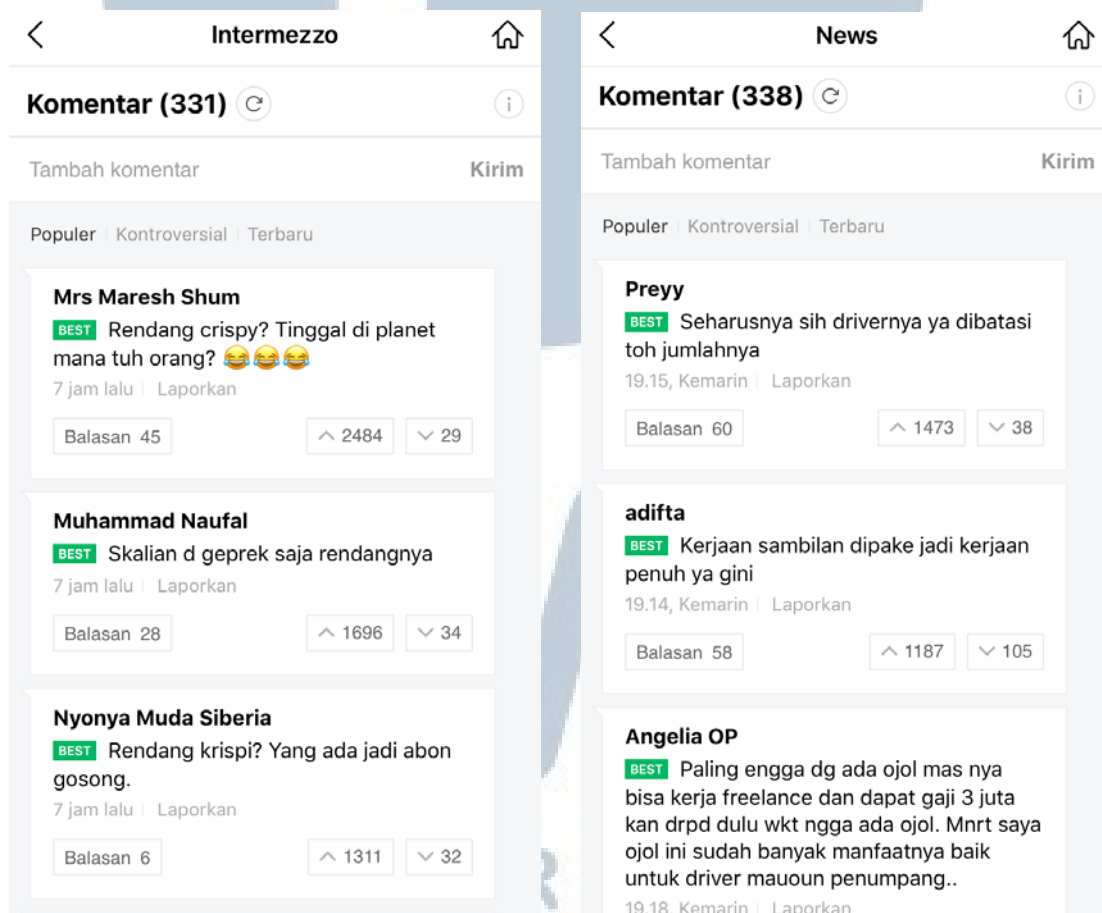 Intermezzo
Komentar (331)
Tambah komentar Kirim
Populer Kontroversial Terbaru
Mrs Maresh Shum
BEST Rendang crispy? Tinggal di planet
mana tuh orang? 😂😂😂
7 jam lalu Laporkan
Balasan 45 2484 29
Muhammad Naufal
BEST Skalian d geprek saja rendangnya
7 jam lalu Laporkan
Balasan 28 1696 34
Nyonya Muda Siberia
BEST Rendang krispi? Yang ada jadi abon
gosong.
7 jam lalu Laporkan
Balasan 6 1311 32
News
Komentar (338)
Tambah komentar Kirim
Populer Kontroversial Terbaru
Preyy
BEST Seharusnya sih drivernya ya dibatasi
toh jumlahnya
19.15, Kemarin Laporkan
Balasan 60 1473 38
adifta
BEST Kerjaan sambilan dipake jadi kerjaan
penuh ya gini
19.14, Kemarin Laporkan
Balasan 58 1187 105
Angelia OP
BEST Paling engga dg ada ojol mas nya
bisa kerja freelance dan dapat gaji 3 juta
kan drpd dulu wkt ngga ada ojol. Mnrt saya
ojol ini sudah banyak manfaatnya baik
untuk driver mauoun penumpang..
19.18, Kemarin Laporkan